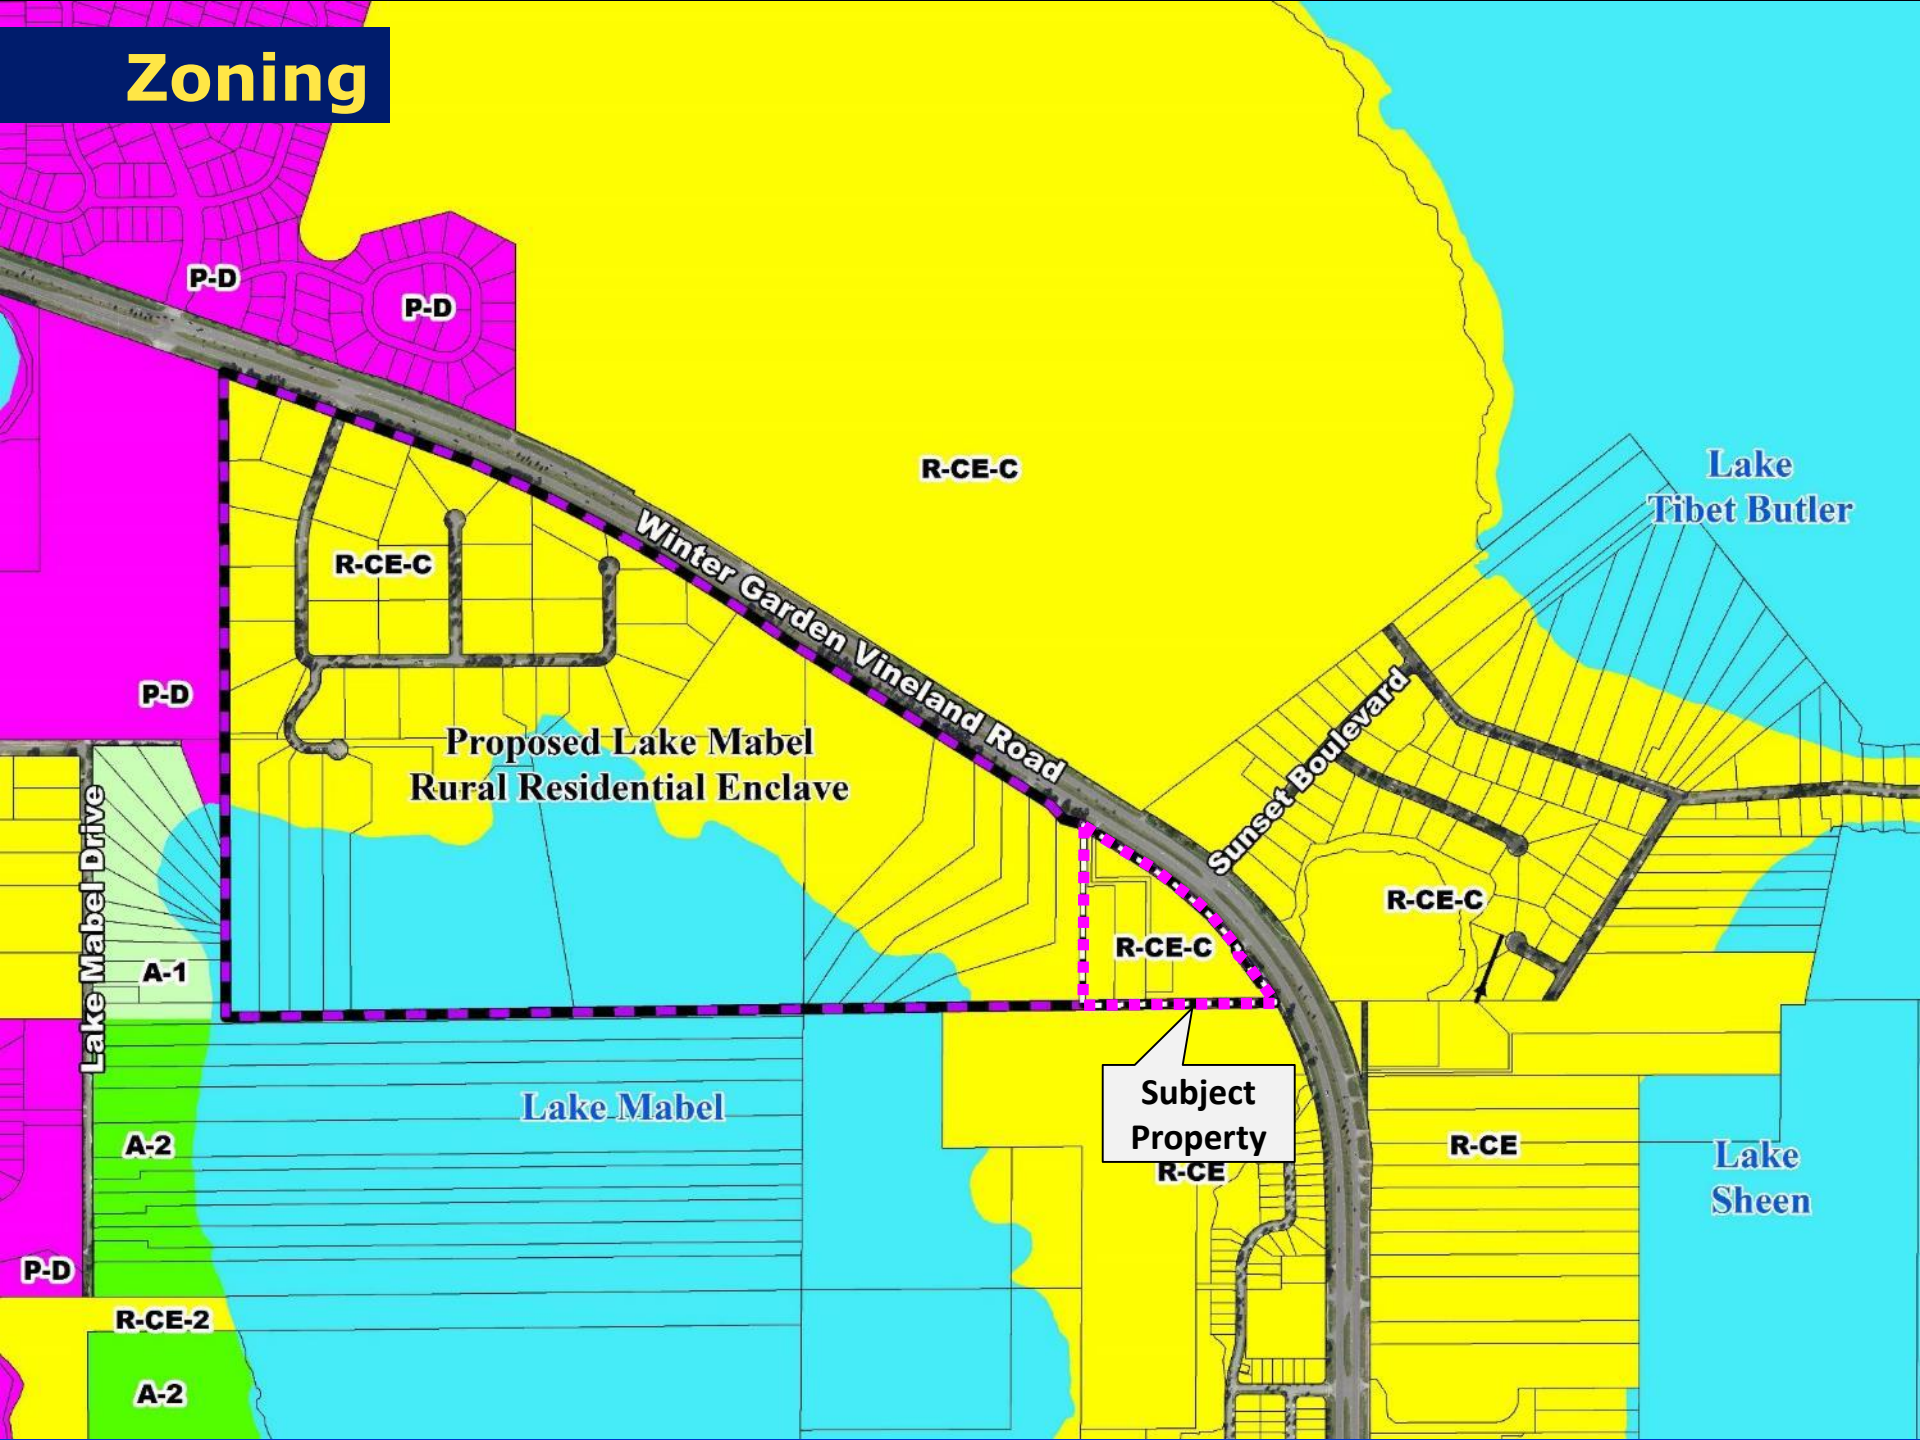 Zoning
P-D
P-D
R-CE-C
Lake
Tibet Butler
R-CE-C
Winter Garden Vineland Road
P-D
Sunset Boulevard
Proposed Lake Mabel
Rural Residential Enclave
Lake Mabel Drive
R-CE-C
R-CE-C
A-1
Subject
Property
Lake Mabel
A-2
R-CE
R-CE
Lake
Sheen
P-D
R-CE-2
A-2